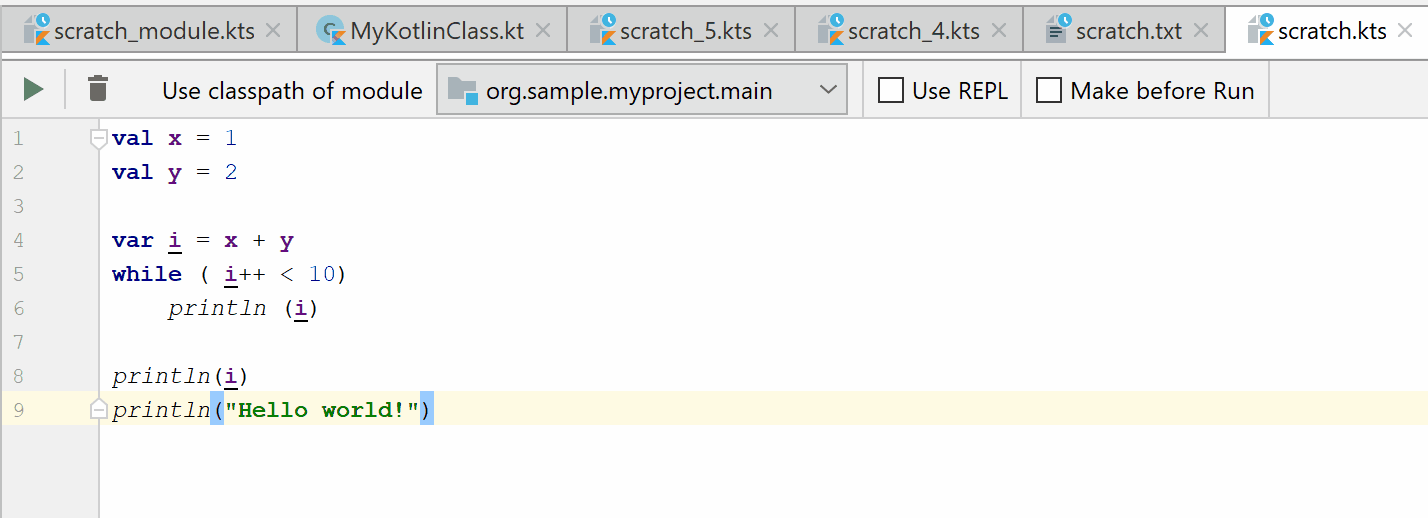 scratch_module.kts MyKotlinClass.kt scratch_5.kts scratch_4.kts scratch.txt scratch.kts
Use classpath of module org.sample.myproject.main Use REPL Make before Run
1 val x = 1
2 val y = 2
3
4 var i = x + y
5 while ( i++ < 10)
6     println (i)
7
8 println(i)
9 println("Hello world!")